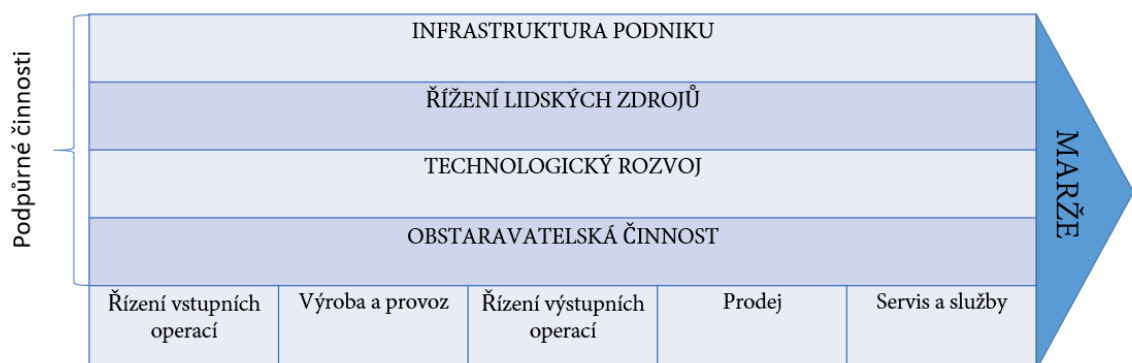 Podpůrné činnosti
INFRASTRUKTURA PODNIKU
ŘÍŽENÍ LIDSKÝCH ZDROJŮ
TECHNOLOGICKÝ ROZVOJ
OBSTARAVATELSKÁ ČINNOST
MARŽE
Řízení vstupních
operací
Výroba a provoz
Řízení výstupních
operací
Prodej
Servis a služby